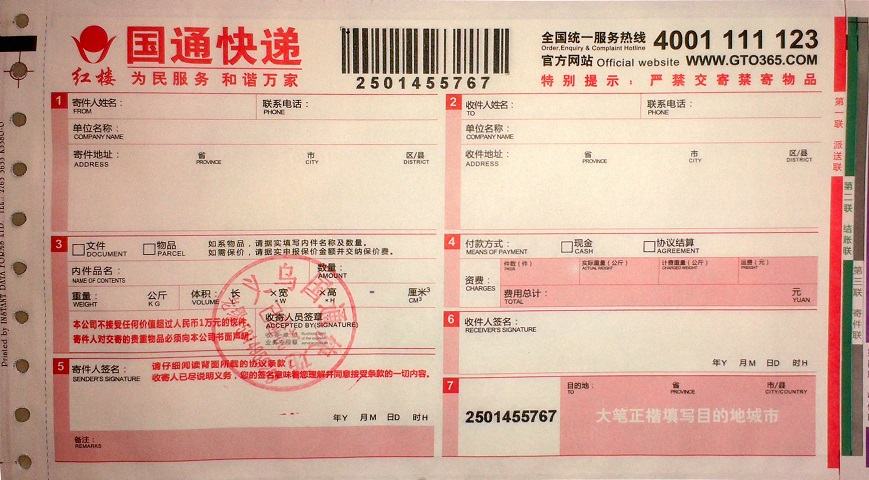 国通快递
红楼 为民服务 和谐万家
2501455767
全国统一服务热线 4001 111 123
Order,Enquiry & Complaint Hotline
官方网站 Official website WWW.GTO365.COM
特别提示：严禁交寄禁寄物品
1 寄件人姓名： 联系电话：
FROM PHONE
单位名称：
COMPANY NAME
寄件地址： 省 市 区/县
ADDRESS PROVINCE CITY DISTRICT
2 收件人姓名： 联系电话：
TO PHONE
单位名称：
COMPANY NAME
收件地址： 省 市 区/县
ADDRESS PROVINCE CITY DISTRICT
3 文件 物品 如系物品，请据实填写内件名称及数量。
DOCUMENT PARCEL 如需保价，请据实申报保价金额并交纳保价费。
内件品名： 数量：
NAME OF CONTENTS AMOUNT
重量： 公斤 体积： 长 ×宽 ×高 = 厘米³
WEIGHT KG VOLUME L ×W ×H CM³
本公司不接受任何价值超过人民币1万元的快件，
寄件人对交寄的贵重物品必须向本公司书面声明。
收寄人员签章
ACCEPTED BY(SIGNATURE)
义乌国
4 付款方式： 现金 协议结算
MEANS OF PAYMENT CASH AGREEMENT
资费：
CHARGES
件数（件） 实际重量（公斤） 计费重量（公斤） 运费（元）
PASS ACTUAL WEIGHT CHARGED WEIGHT FREIGHT
费用总计： 元
TOTAL YUAN
5 寄件人签名：
SENDER'S SIGNATURE
请仔细阅读背面所载的协议条款！
收寄人已尽说明义务，您的签名意味着您理解并同意接受条款的一切内容。
年Y 月M 日D 时H
备注：
REMARKS
6 收件人签名：
RECEIVER'S SIGNATURE
年Y 月M 日D 时H
7 目的地： 省 市/县
TO PROVINCE CITY/COUNTRY
2501455767
大笔正楷填写目的地城市
第一联 派送联
第二联 结账联
第三联 寄件联